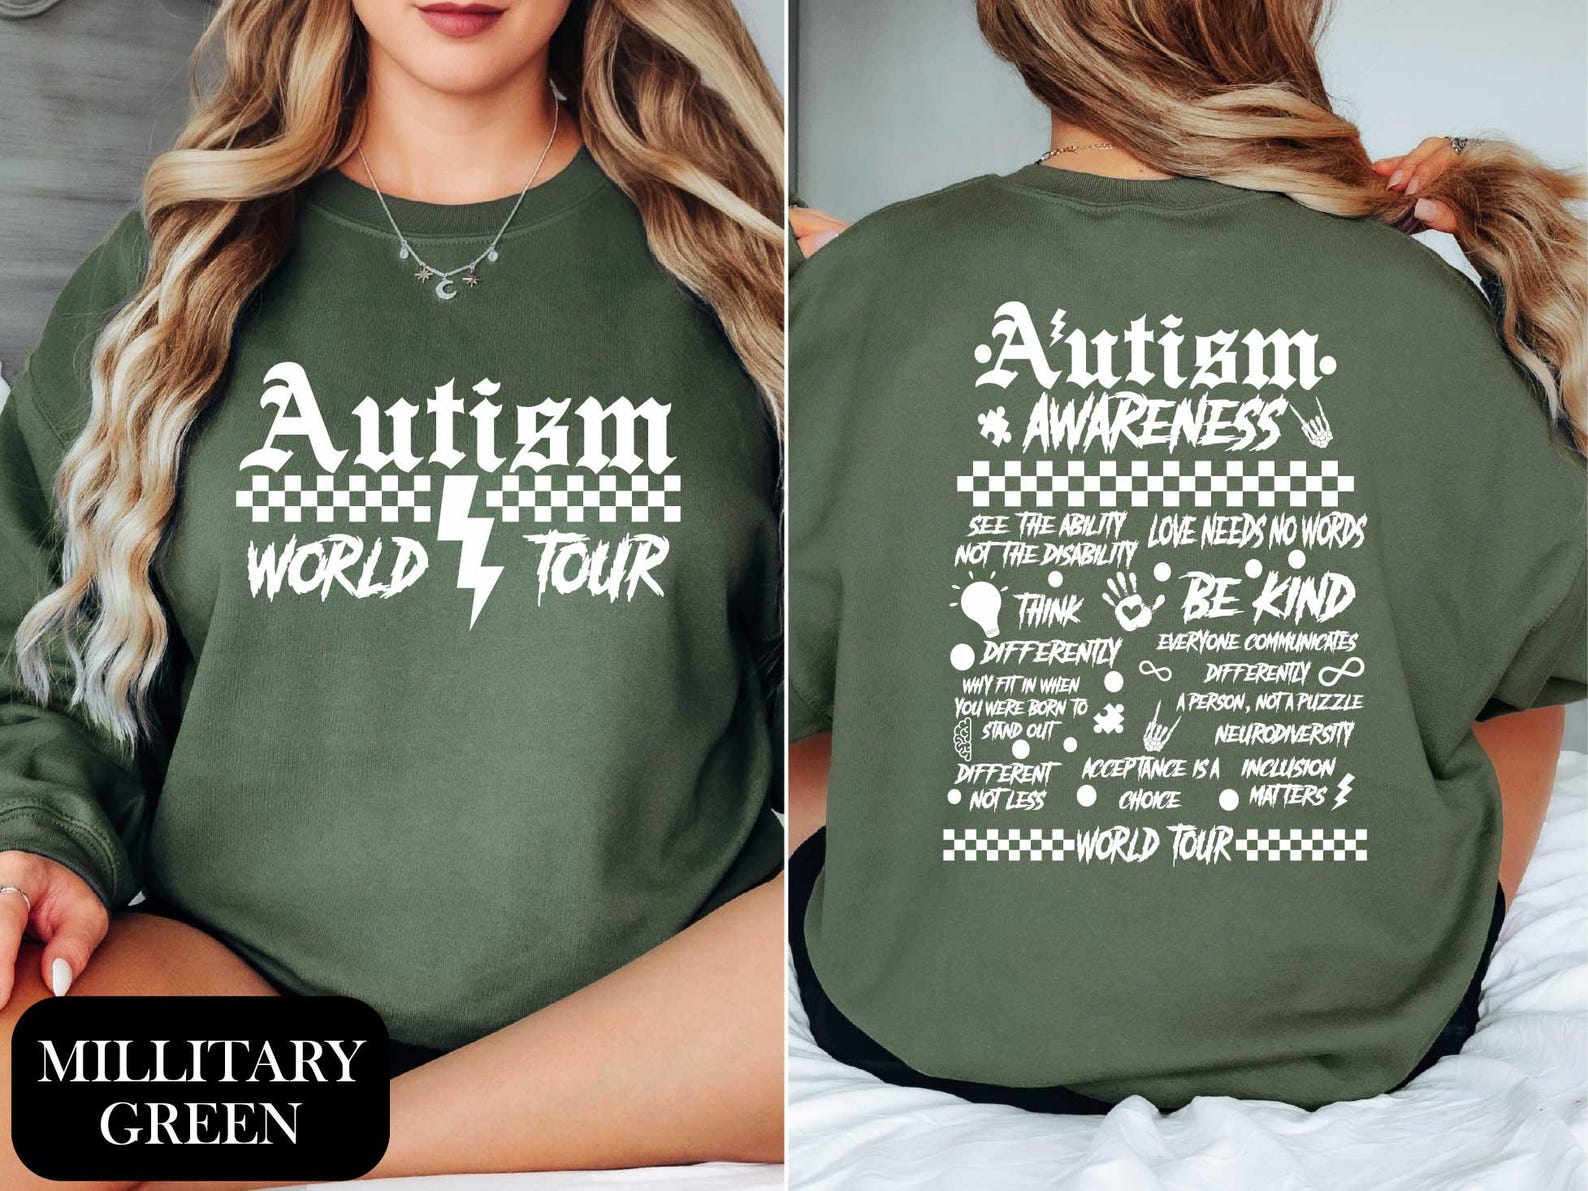 Autism
WORLD TOUR
MILLITARY
GREEN
Autism
AWARENESS
SEE THE ABILITY
NOT THE DISABILITY
LOVE NEEDS NO WORDS
THINK
DIFFERENTLY
BE KIND
EVERYONE COMMUNICATES
DIFFERENTLY
WHY FIT IN WHEN
YOU WERE BORN TO
STAND OUT
A PERSON, NOT A PUZZLE
NEURODIVERSITY
DIFFERENT
NOT LESS
ACCEPTANCE IS A
CHOICE
INCLUSION
MATTERS
WORLD TOUR